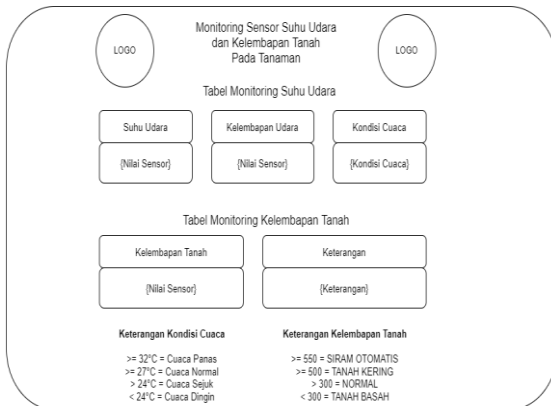 LOGO
Monitoring Sensor Suhu Udara
dan Kelembapan Tanah
Pada Tanaman
LOGO
Tabel Monitoring Suhu Udara
Suhu Udara
Kelembapan Udara
Kondisi Cuaca
{Nilai Sensor}
{Nilai Sensor}
{Kondisi Cuaca}
Tabel Monitoring Kelembapan Tanah
Kelembapan Tanah
Keterangan
{Nilai Sensor}
{Keterangan}
Keterangan Kondisi Cuaca
>= 32°C = Cuaca Panas
>= 27°C = Cuaca Normal
> 24°C = Cuaca Sejuk
< 24°C = Cuaca Dingin
Keterangan Kelembapan Tanah
>= 550 = SIRAM OTOMATIS
>= 500 = TANAH KERING
> 300 = NORMAL
< 300 = TANAH BASAH